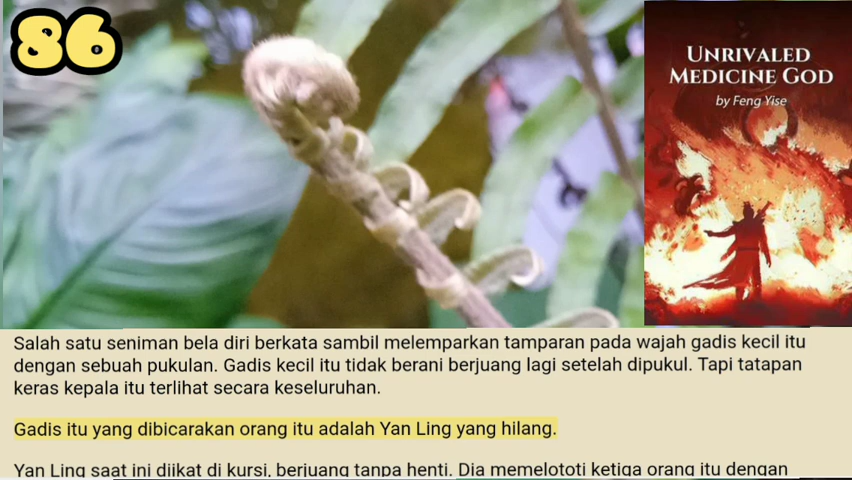 86
UNRIVALED
MEDICINE GOD
by Feng Yise
Salah satu seniman bela diri berkata sambil melemparkan tamparan pada wajah gadis kecil itu
dengan sebuah pukulan. Gadis kecil itu tidak berani berjuang lagi setelah dipukul. Tapi tatapan
keras kepala itu terlihat secara keseluruhan.
Gadis itu yang dibicarakan orang itu adalah Yan Ling yang hilang.
Yan Ling saat ini diikat di kursi, berjuang tanpa henti. Dia memelototi ketiga orang itu dengan